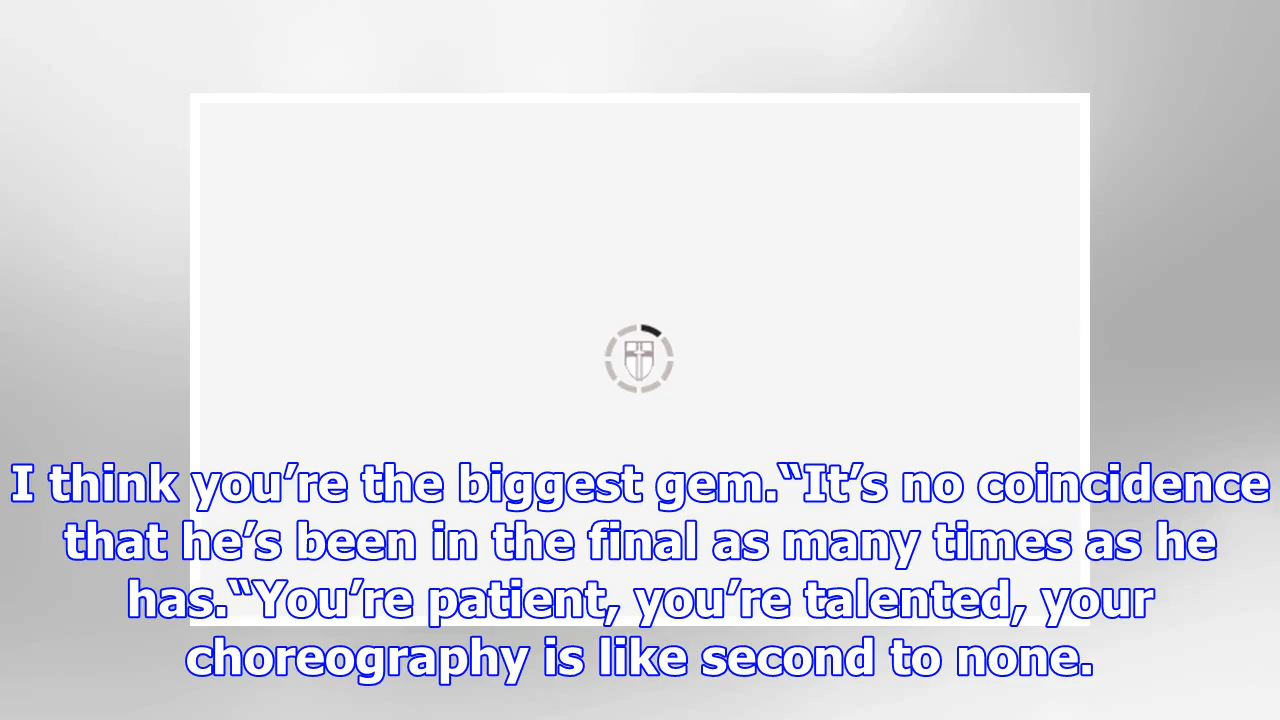 I think you’re the biggest gem.“It’s no coincidence
that he’s been in the final as many times as he
has.“You’re patient, you’re talented, your
choreography is like second to none.